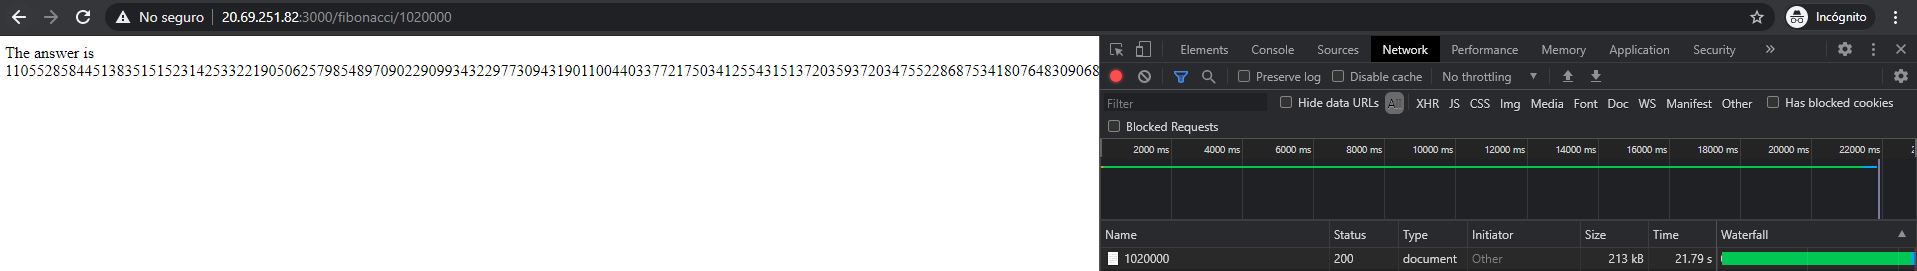 No seguro 20.69.251.82:3000/fibonacci/1020000 Incógnito
The answer is
Elements Console Sources Network Performance Memory Application Security »
Preserve log Disable cache No throttling
Filter Hide data URLs All XHR JS CSS Img Media Font Doc WS Manifest Other Has blocked cookies
Blocked Requests
2000 ms 4000 ms 6000 ms 8000 ms 10000 ms 12000 ms 14000 ms 16000 ms 18000 ms 20000 ms 22000 ms
Name Status Type Initiator Size Time Waterfall
1020000 200 document Other 213 kB 21.79 s